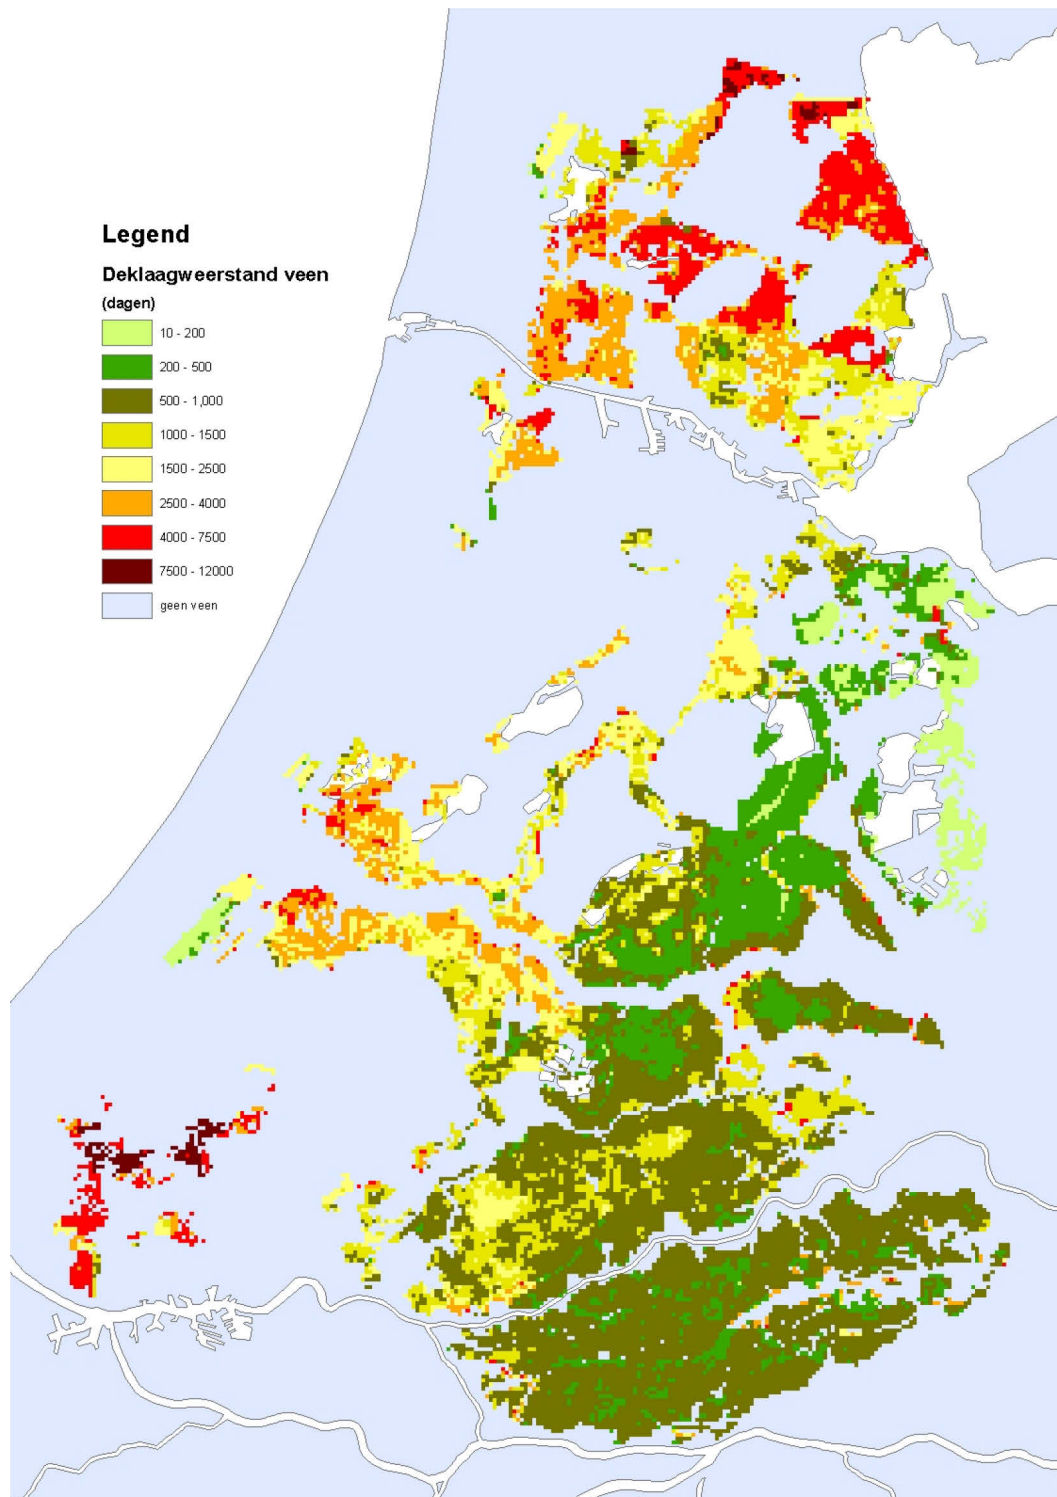 Legend
Deklaagweerstand veen
(dagen)
10 - 200
200 - 500
500 - 1,000
1000 - 1500
1500 - 2500
2500 - 4000
4000 - 7500
7500 - 12000
geen veen